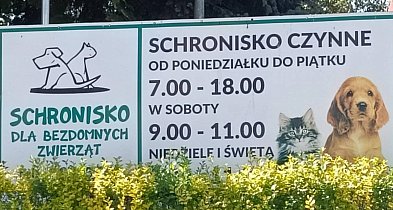 SCHRONISKO
DLA BEZDOMNYCH
ZWIERZĄT
SCHRONISKO CZYNNE
OD PONIEDZIAŁKU DO PIĄTKU
7.00 - 18.00
W SOBOTY
9.00 - 11.00
NIEDZIELE I ŚWIĘTA